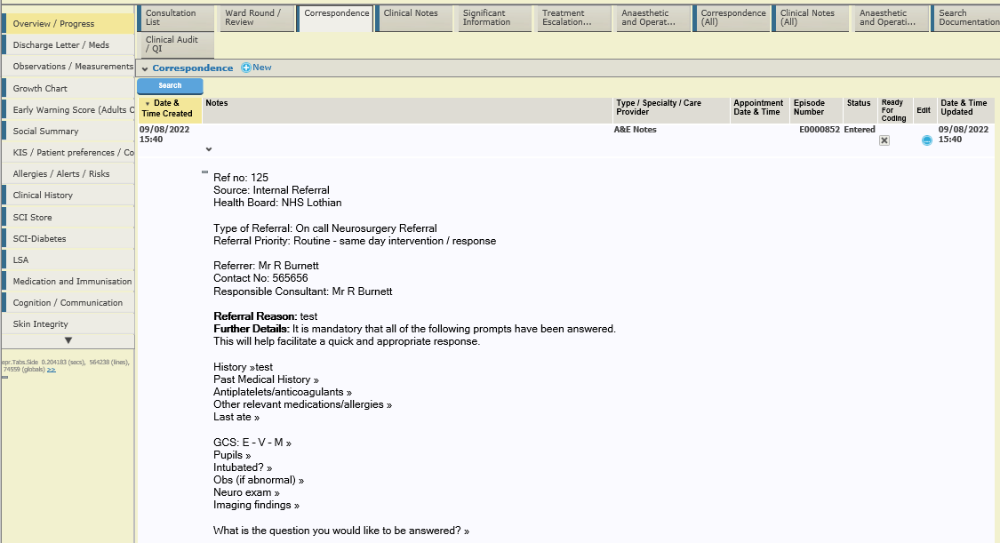 Overview / Progress
Discharge Letter / Meds
Observations / Measurements
Growth Chart
Early Warning Score (Adults C
Social Summary
KIS / Patient preferences / Co
Allergies / Alerts / Risks
Clinical History
SCI Store
SCI-Diabetes
LSA
Medication and Immunisation
Cognition / Communication
Skin Integrity
epr.Tabs.Side 0.204183 (secs), 564238 (lines),
74559 (globals) >>
Consultation
List
Ward Round /
Review
Correspondence
Clinical Notes
Significant
Information
Treatment
Escalation...
Anaesthetic
and Operat...
Correspondence
(All)
Clinical Notes
(All)
Anaesthetic
and Operati...
Search
Documentation
Clinical Audit
/ QI
Correspondence New
Search
Date &
Time Created
Notes
Type / Specialty / Care
Provider
Appointment
Date & Time
Episode
Number
Status
Ready
For
Coding
Edit
Date & Time
Updated
09/08/2022
15:40
A&E Notes
E0000852
Entered
09/08/2022
15:40
Ref no: 125
Source: Internal Referral
Health Board: NHS Lothian
Type of Referral: On call Neurosurgery Referral
Referral Priority: Routine - same day intervention / response
Referrer: Mr R Burnett
Contact No: 565656
Responsible Consultant: Mr R Burnett
Referral Reason: test
Further Details: It is mandatory that all of the following prompts have been answered.
This will help facilitate a quick and appropriate response.
History »test
Past Medical History »
Antiplatelets/anticoagulants »
Other relevant medications/allergies »
Last ate »
GCS: E - V - M »
Pupils »
Intubated? »
Obs (if abnormal) »
Neuro exam »
Imaging findings »
What is the question you would like to be answered? »